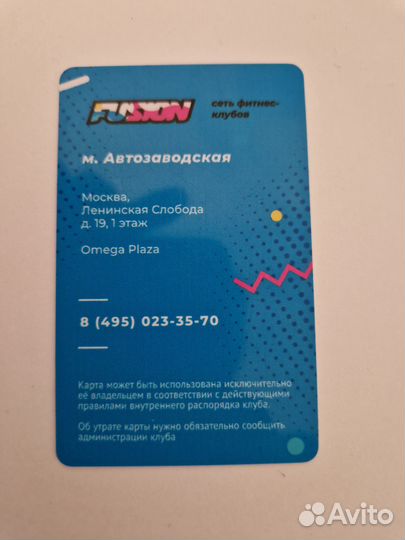 FUSION
сеть фитнес-
клубов
м. Автозаводская
Москва,
Ленинская Слобода
д. 19, 1 этаж
Omega Plaza
8 (495) 023-35-70
Карта может быть использована исключительно
её владельцем в соответствии с действующими
правилами внутреннего распорядка клуба.
Об утрате карты нужно обязательно сообщить
администрации клуба
Avito